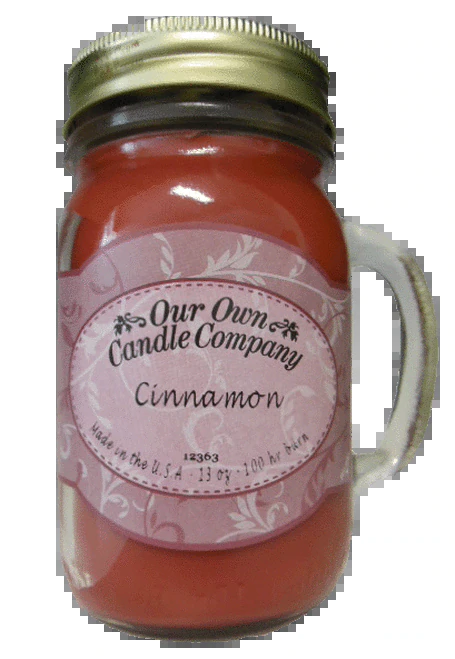 Our Own
Candle Company
Cinnamon
12363
Made in the U.S.A - 13 oz - 100 hr burn